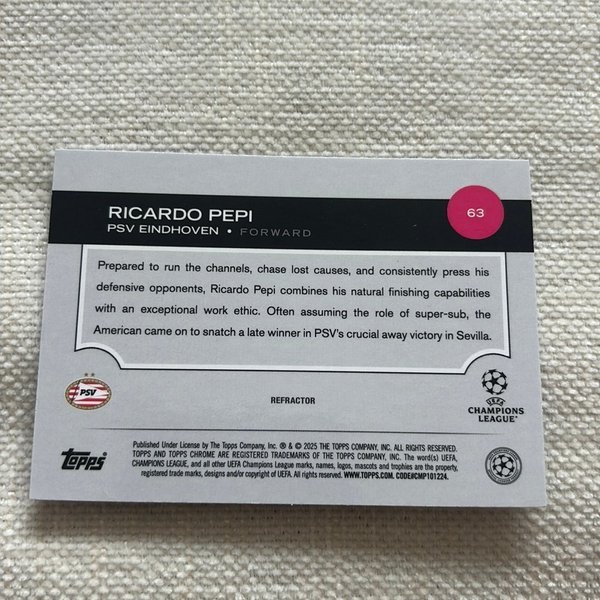 RICARDO PEPI
63
PSV EINDHOVEN • FORWARD
Prepared to run the channels, chase lost causes, and consistently press his
defensive opponents, Ricardo Pepi combines his natural finishing capabilities
with an exceptional work ethic. Often assuming the role of super-sub, the
American came on to snatch a late winner in PSV's crucial away victory in Sevilla.
PSV
REFRACTOR
UEFA
CHAMPIONS
LEAGUE
topps
Published Under License by The Topps Company, Inc. ® & © 2025 THE TOPPS COMPANY, INC. ALL RIGHTS RESERVED.
TOPPS AND TOPPS CHROME ARE REGISTERED TRADEMARKS OF THE TOPPS COMPANY, INC. The word(s) UEFA,
CHAMPIONS LEAGUE, and all other UEFA Champions League marks, names, logos, mascots and trophies are the property,
registered trade marks, designs and/or copyright of UEFA. All rights reserved. WWW.TOPPS.COM. CODE#CMP101224.